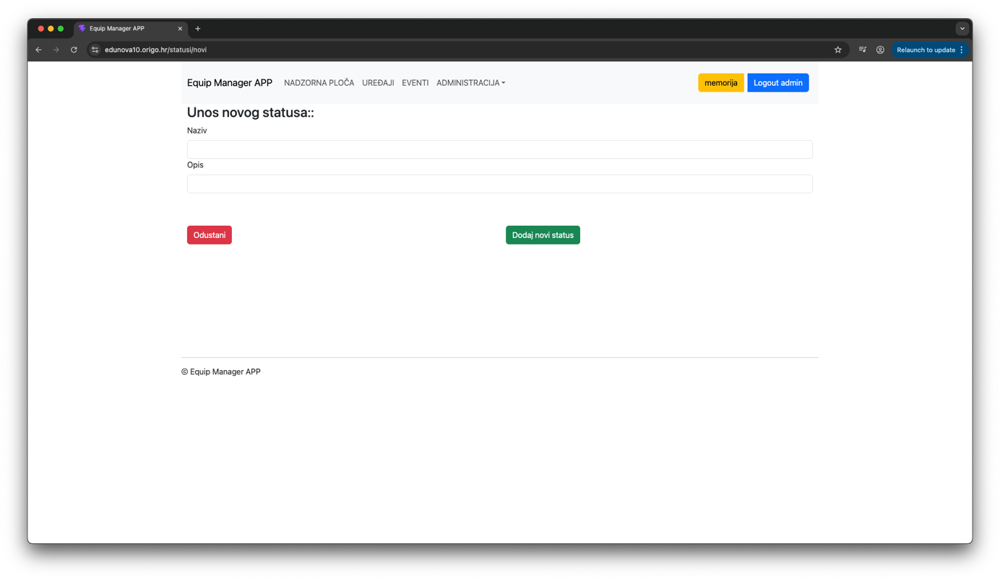 Equip Manager APP
edunova10.origo.hr/statusi/novi
Relaunch to update
Equip Manager APP NADZORNA PLOČA UREĐAJI EVENTI ADMINISTRACIJA memorija Logout admin
Unos novog statusa::
Naziv
Opis
Odustani Dodaj novi status
© Equip Manager APP